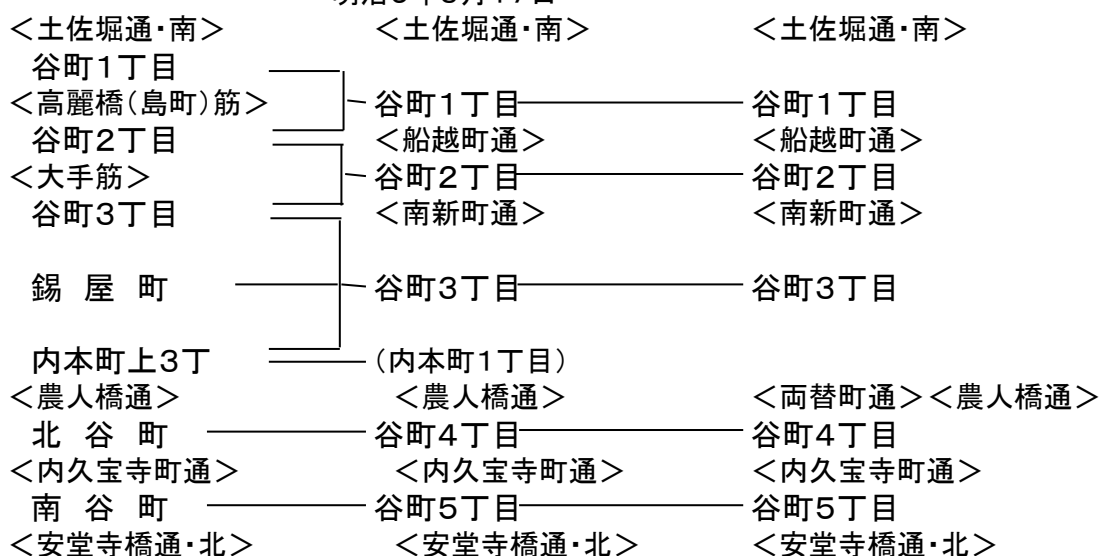 明治5年3月17日
<土佐堀通・南> <土佐堀通・南> <土佐堀通・南>
谷町1丁目
<高麗橋(島町)筋> 谷町1丁目 谷町1丁目
谷町2丁目 <船越町通> <船越町通>
<大手筋> 谷町2丁目 谷町2丁目
谷町3丁目 <南新町通> <南新町通>
錫屋町 谷町3丁目 谷町3丁目
内本町上3丁 (内本町1丁目)
<農人橋通> <農人橋通> <両替町通><農人橋通>
北谷町 谷町4丁目 谷町4丁目
<内久宝寺町通> <内久宝寺町通> <内久宝寺町通>
南谷町 谷町5丁目 谷町5丁目
<安堂寺橋通・北> <安堂寺橋通・北> <安堂寺橋通・北>